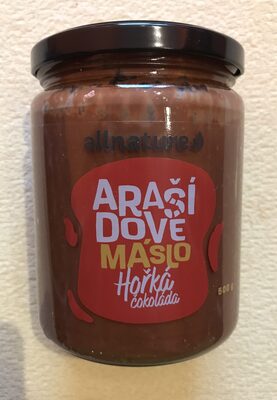 allnature
ARAŠÍ
DOVÉ
MÁSLO
Hořká
čokoláda
500 g